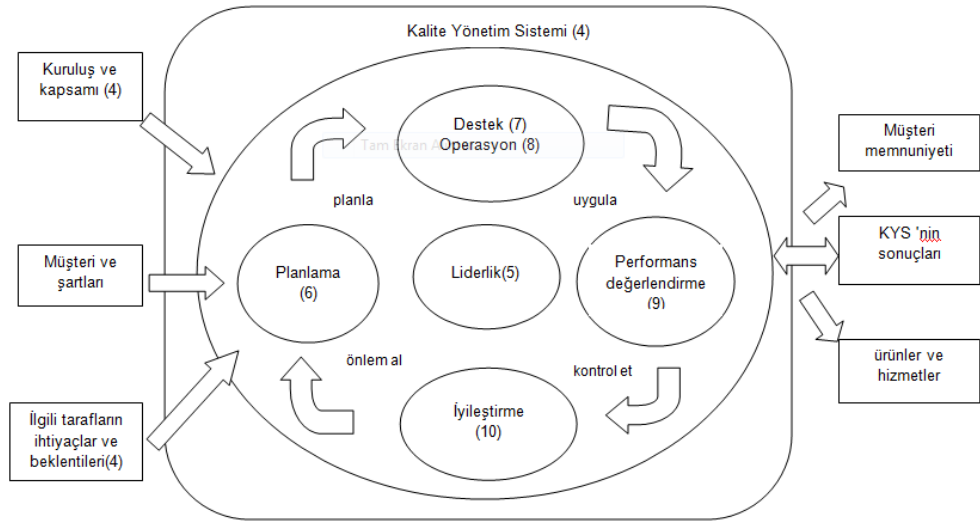 Kalite Yönetim Sistemi (4)
Kuruluş ve
kapsamı (4)
Müşteri ve
şartları
İlgili tarafların
ihtiyaçlar ve
beklentileri(4)
Destek (7)
Operasyon (8)
Tam Ekran
planla
uygula
Planlama
(6)
Liderlik(5)
Performans
değerlendirme
(9)
önlem al
kontrol et
İyileştirme
(10)
Müşteri
memnuniyeti
KYS 'nin
sonuçları
ürünler ve
hizmetler